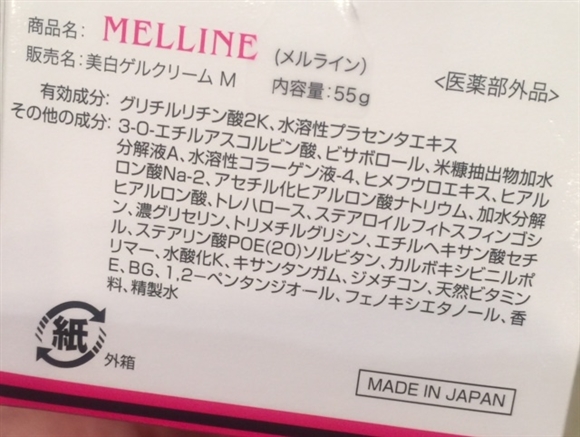 商品名: MELLINE (メルライン)
販売名:美白ゲルクリーム M 内容量:55g <医薬部外品>
有効成分:グリチルリチン酸2K、水溶性プラセンタエキス
その他の成分:3-O-エチルアスコルビン酸、ビサボロール、米糠抽出物加水
分解液A、水溶性コラーゲン液-4、ヒメフウロエキス、ヒアル
ロン酸Na-2、アセチル化ヒアルロン酸ナトリウム、加水分解
ヒアルロン酸、トレハロース、ステアロイルフィトスフィンゴシ
ン、濃グリセリン、トリメチルグリシン、エチルヘキサン酸セチ
ル、ステアリン酸POE(20)ソルビタン、カルボキシビニルポ
リマー、水酸化K、キサンタンガム、ジメチコン、天然ビタミン
E、BG、1,2-ペンタンジオール、フェノキシエタノール、香
料、精製水
紙
外箱
MADE IN JAPAN